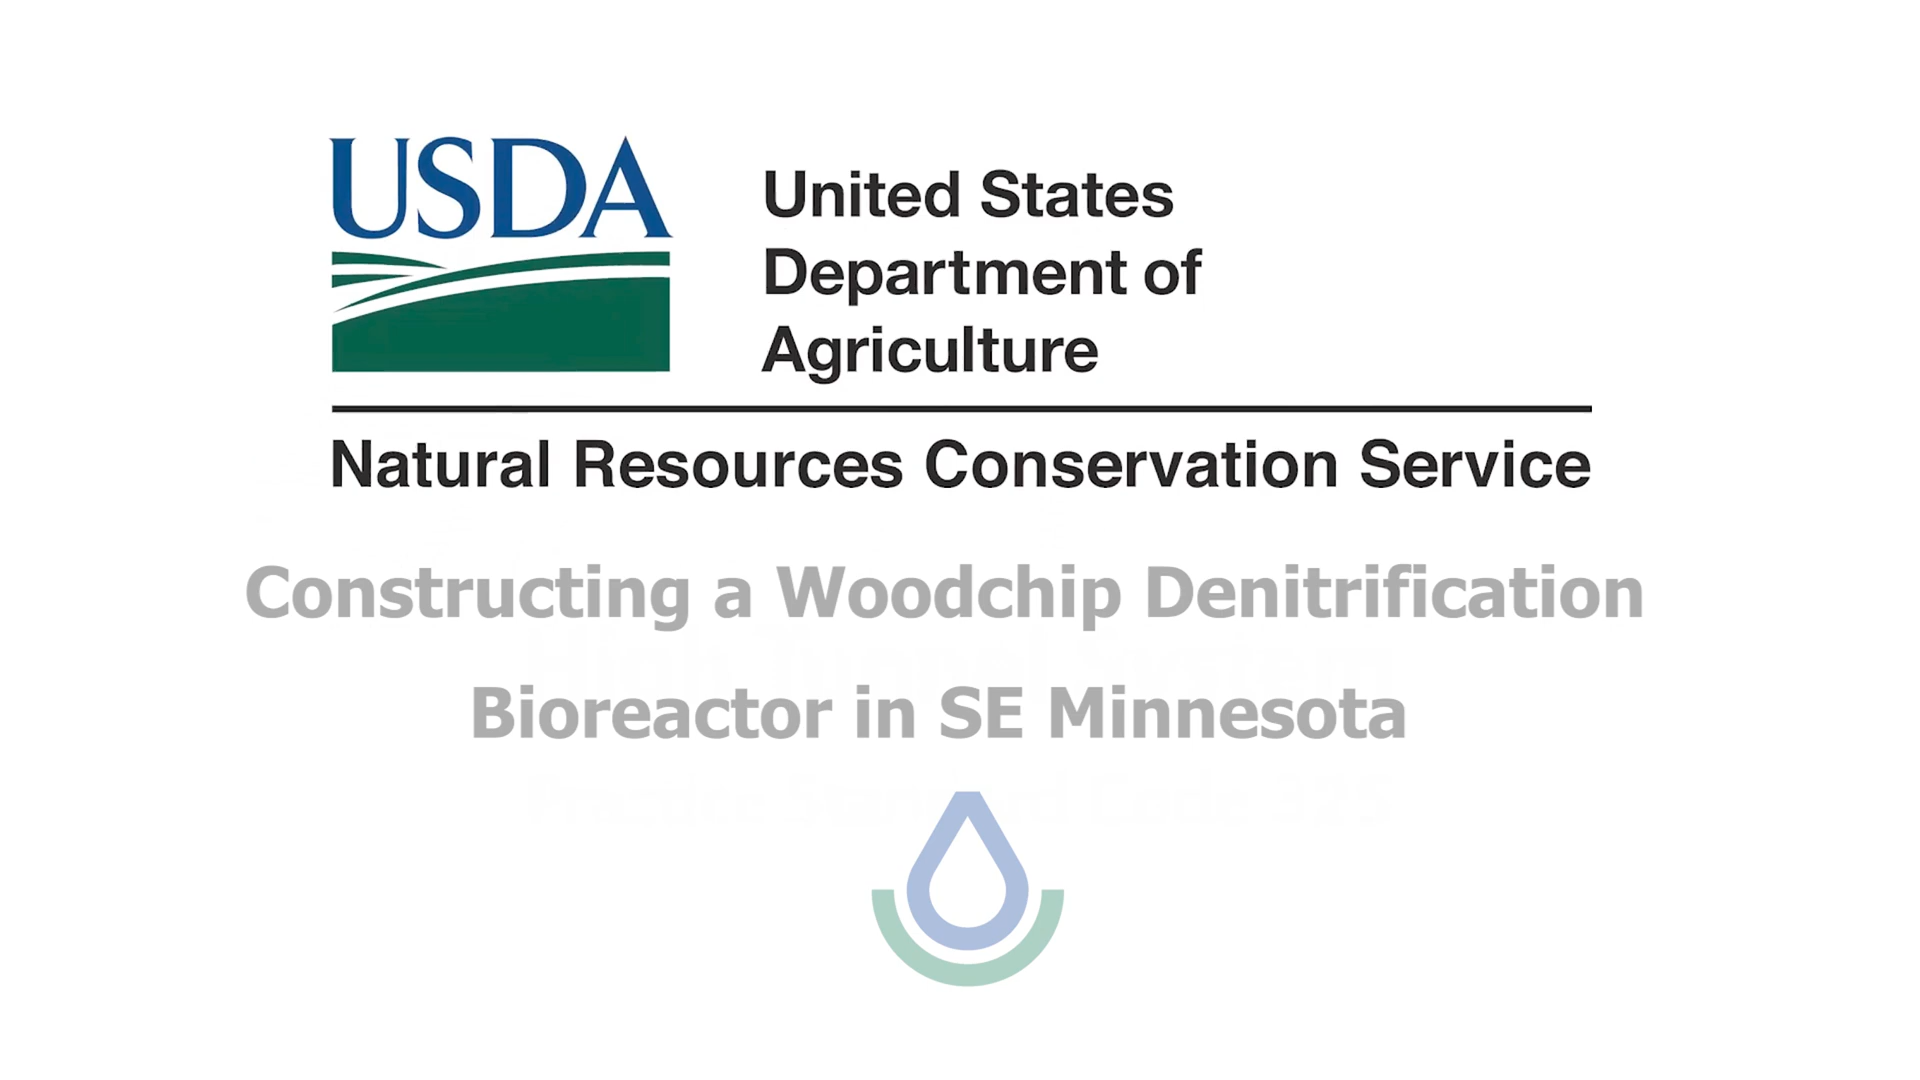 USDA
United States
Department of
Agriculture
Natural Resources Conservation Service
Constructing a Woodchip Denitrification
Bioreactor in SE Minnesota